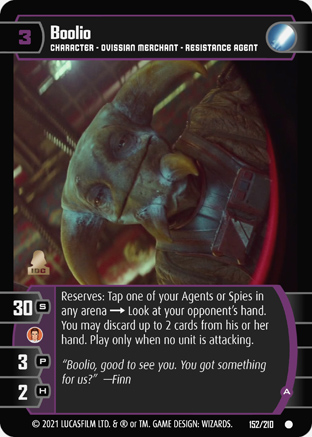 3
Boolio
CHARACTER - OVISSIAN MERCHANT - RESISTANCE AGENT
IDC
30 S
3 P
2 H
Reserves: Tap one of your Agents or Spies in
any arena → Look at your opponent's hand.
You may discard up to 2 cards from his or her
hand. Play only when no unit is attacking.
"Boolio, good to see you. You got something
for us?" —Finn
A
© 2021 LUCASFILM LTD. & ® or TM. GAME DESIGN: WIZARDS.
152/210